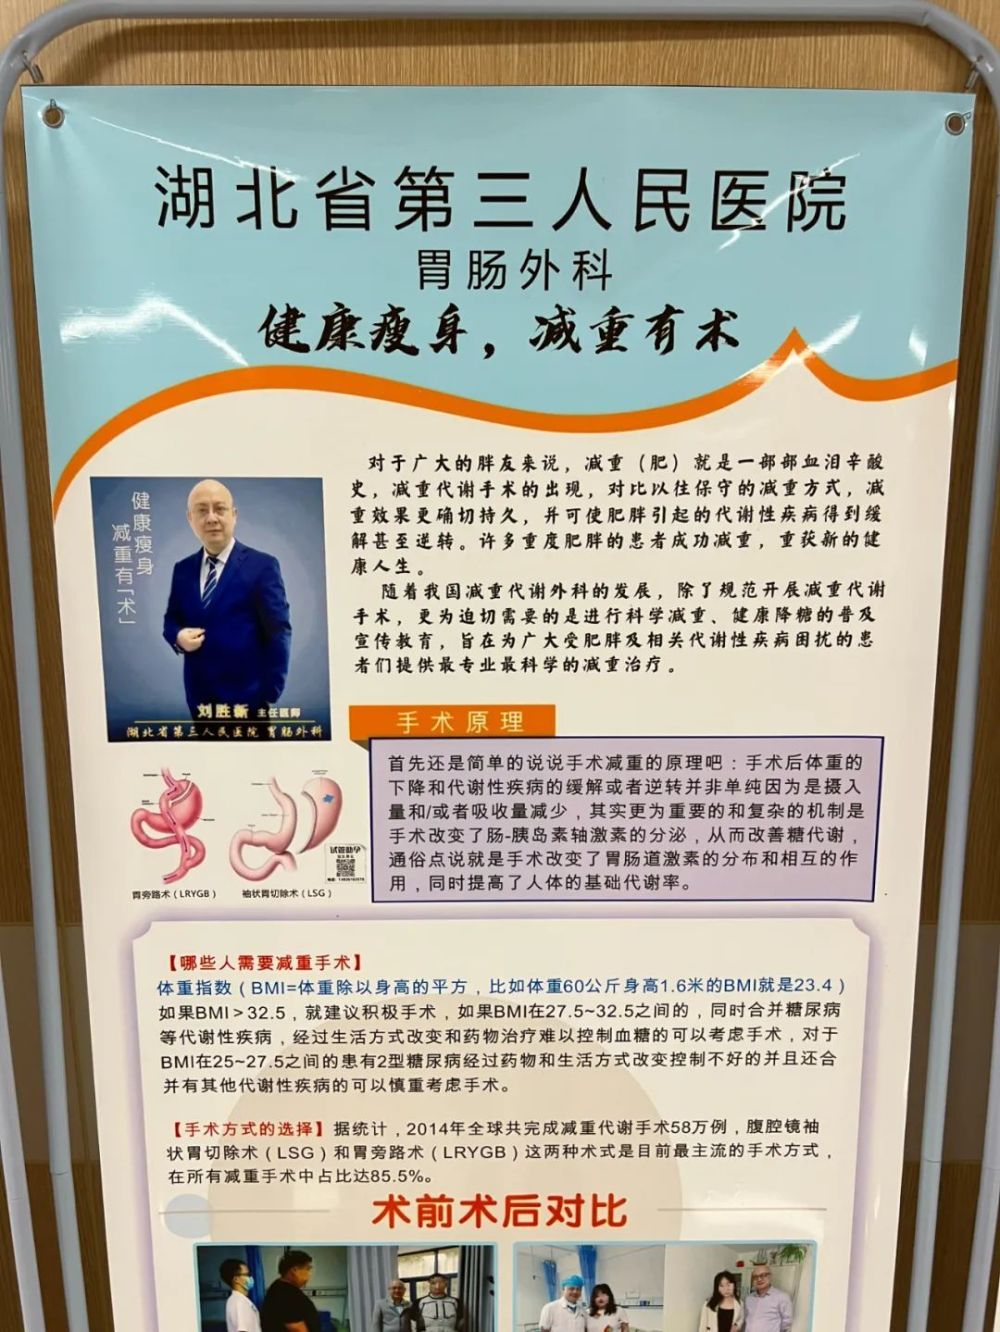 湖北省第三人民医院
胃肠外科
健康瘦身，减重有术
对于广大的胖友来说，减重（肥）就是一部部血泪辛酸
史，减重代谢手术的出现，对比以往保守的减重方式，减
重效果更确切持久，并可使肥胖引起的代谢性疾病得到缓
解甚至逆转。许多重度肥胖的患者成功减重，重获新的健
康人生。
随着我国减重代谢外科的发展，除了规范开展减重代谢
手术，更为迫切需要的是进行科学减重、健康降糖的普及
宣传教育，旨在为广大受肥胖及相关代谢性疾病困扰的患
者们提供最专业最科学的减重治疗。
健康瘦身
减重有「术」
刘胜新 主任医师
湖北省第三人民医院 胃肠外科
手术原理
首先还是简单的说说手术减重的原理吧：手术后体重的
下降和代谢性疾病的缓解或者逆转并非单纯因为是摄入
量和/或者吸收量减少，其实更为重要的和复杂的机制是
手术改变了肠-胰岛素轴激素的分泌，从而改善糖代谢，
通俗点说就是手术改变了胃肠道激素的分布和相互的作
用，同时提高了人体的基础代谢率。
试管助孕
胃旁路术（LRYGB）
袖状胃切除术（LSG）
【哪些人需要减重手术】
体重指数（BMI=体重除以身高的平方，比如体重60公斤身高1.6米的BMI就是23.4）
如果BMI＞32.5，就建议积极手术，如果BMI在27.5~32.5之间的，同时合并糖尿病
等代谢性疾病，经过生活方式改变和药物治疗难以控制血糖的可以考虑手术，对于
BMI在25~27.5之间的患有2型糖尿病经过药物和生活方式改变控制不好的并且还合
并有其他代谢性疾病的可以慎重考虑手术。
【手术方式的选择】据统计，2014年全球共完成减重代谢手术58万例，腹腔镜袖
状胃切除术（LSG）和胃旁路术（LRYGB）这两种术式是目前最主流的手术方式，
在所有减重手术中占比达85.5%。
术前术后对比